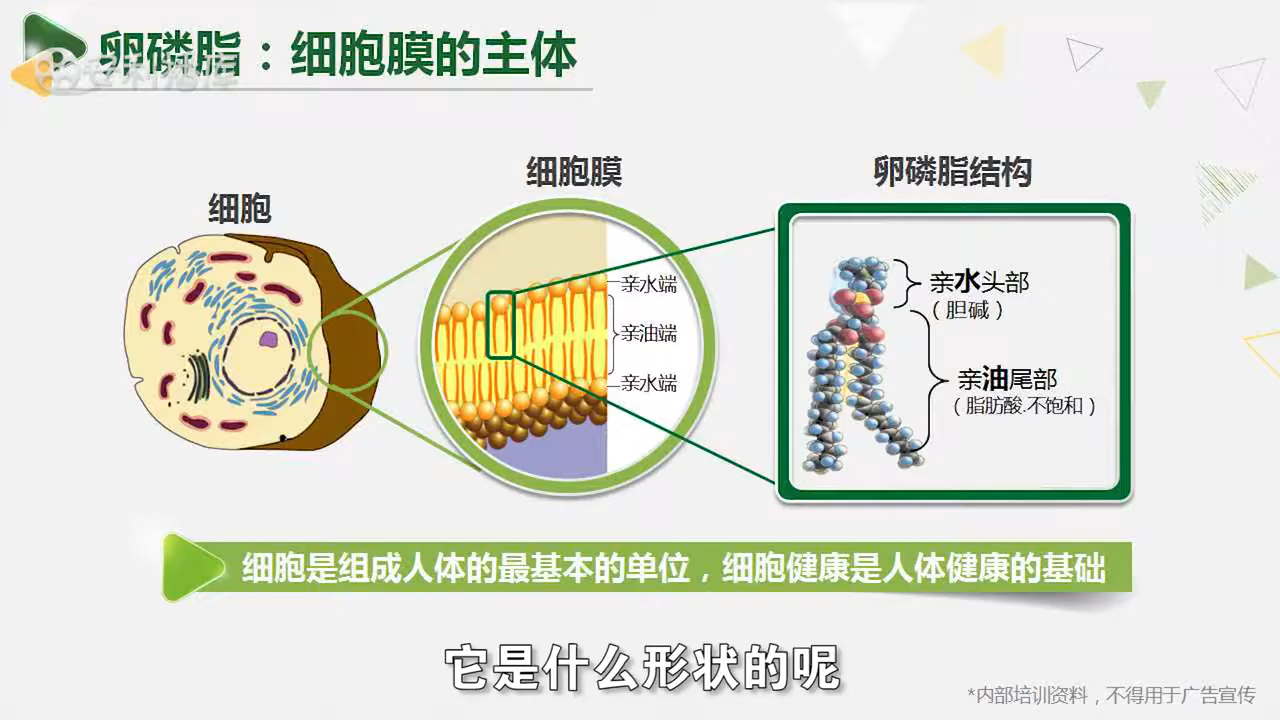 卵磷脂：细胞膜的主体
细胞
细胞膜
卵磷脂结构
亲水端
亲油端
亲水端
亲水头部
（胆碱）
亲油尾部
（脂肪酸.不饱和）
细胞是组成人体的最基本的单位，细胞健康是人体健康的基础
它是什么形状的呢
*内部培训资料，不得用于广告宣传